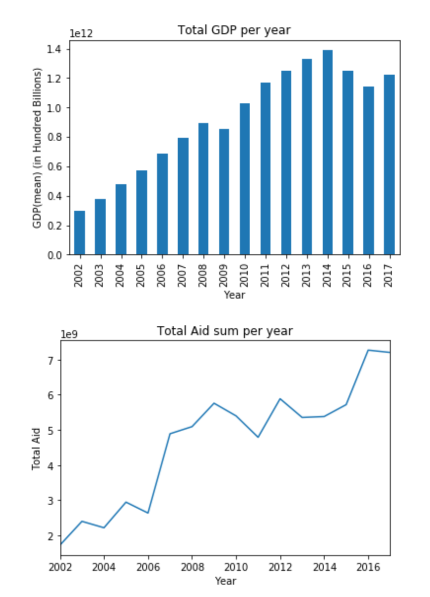 Total GDP per year
1e12
1.4
1.2
1.0
0.8
0.6
0.4
0.2
0.0
GDP(mean) (in Hundred Billions)
2002 2003 2004 2005 2006 2007 2008 2009 2010 2011 2012 2013 2014 2015 2016 2017
Year
Total Aid sum per year
1e9
7
6
5
4
3
2
Total Aid
2002 2004 2006 2008 2010 2012 2014 2016
Year